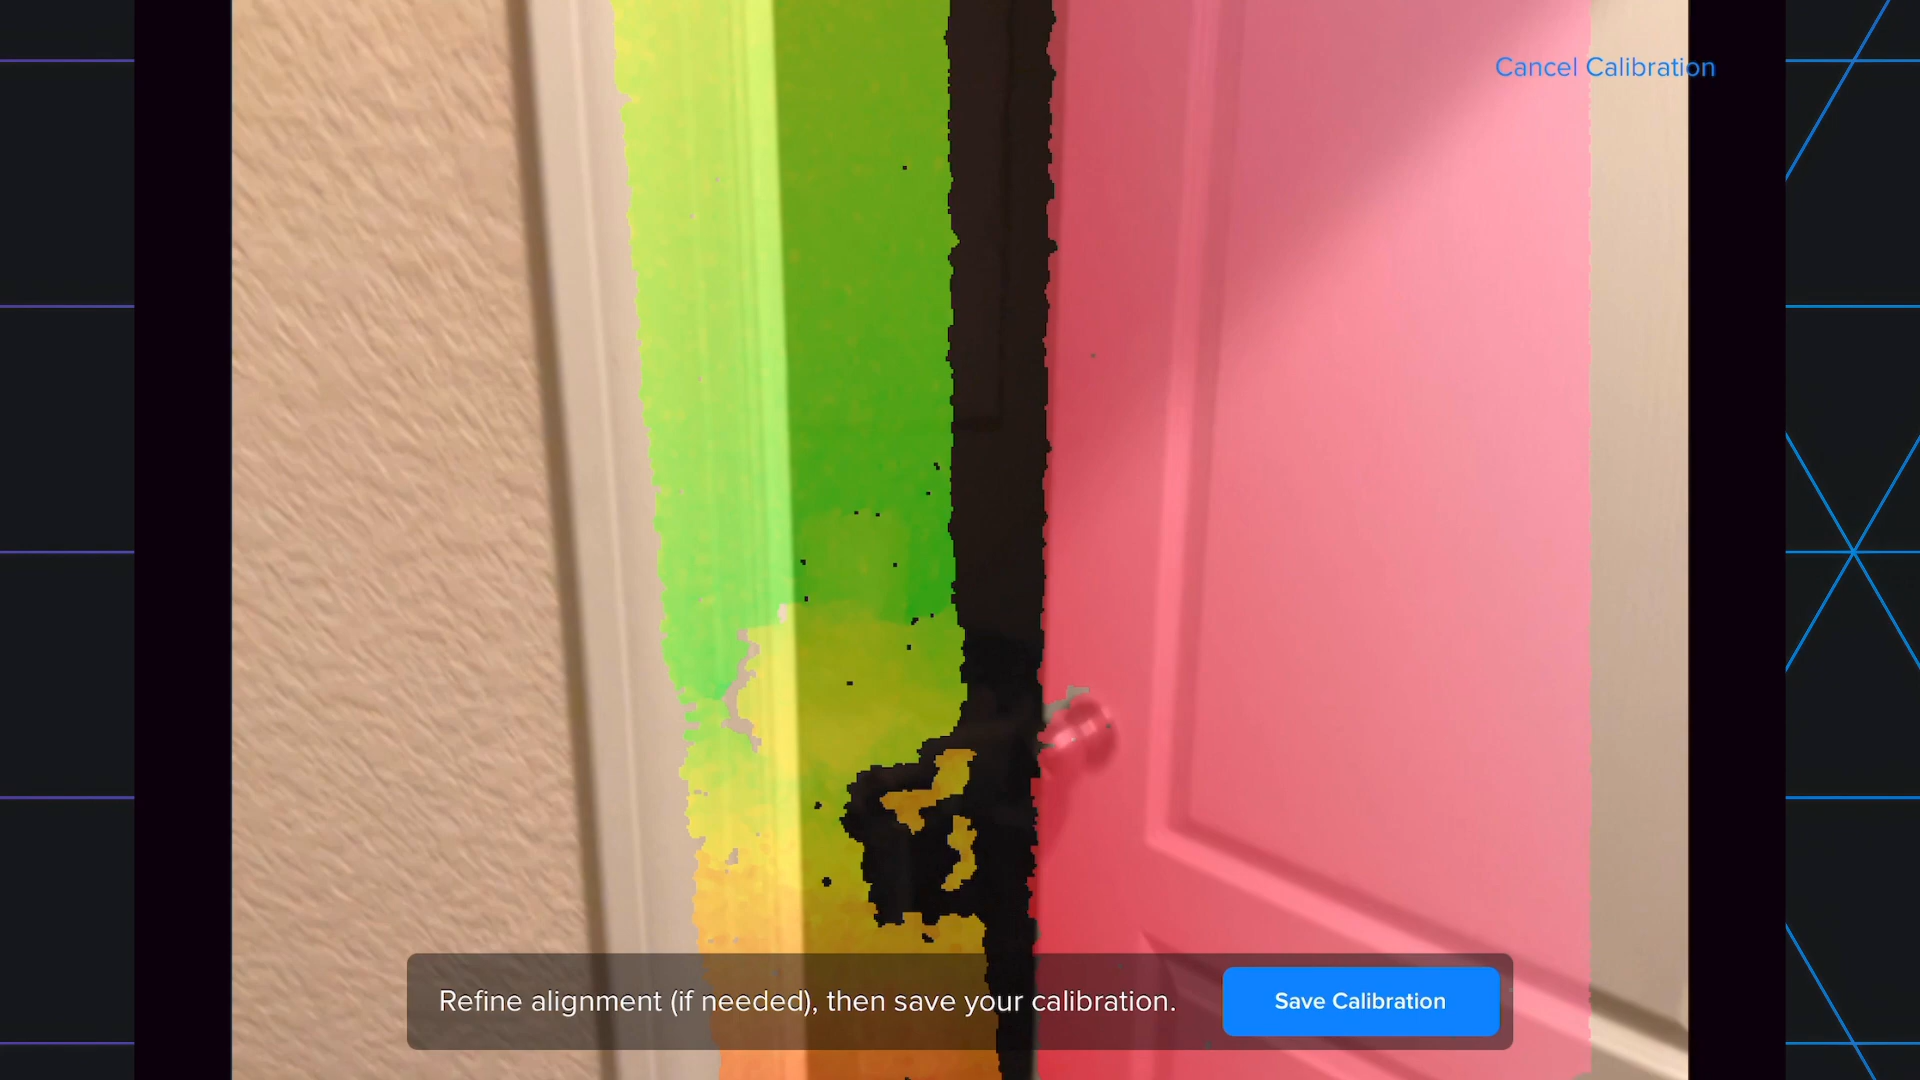 Cancel Calibration
Refine alignment (if needed), then save your calibration.
Save Calibration